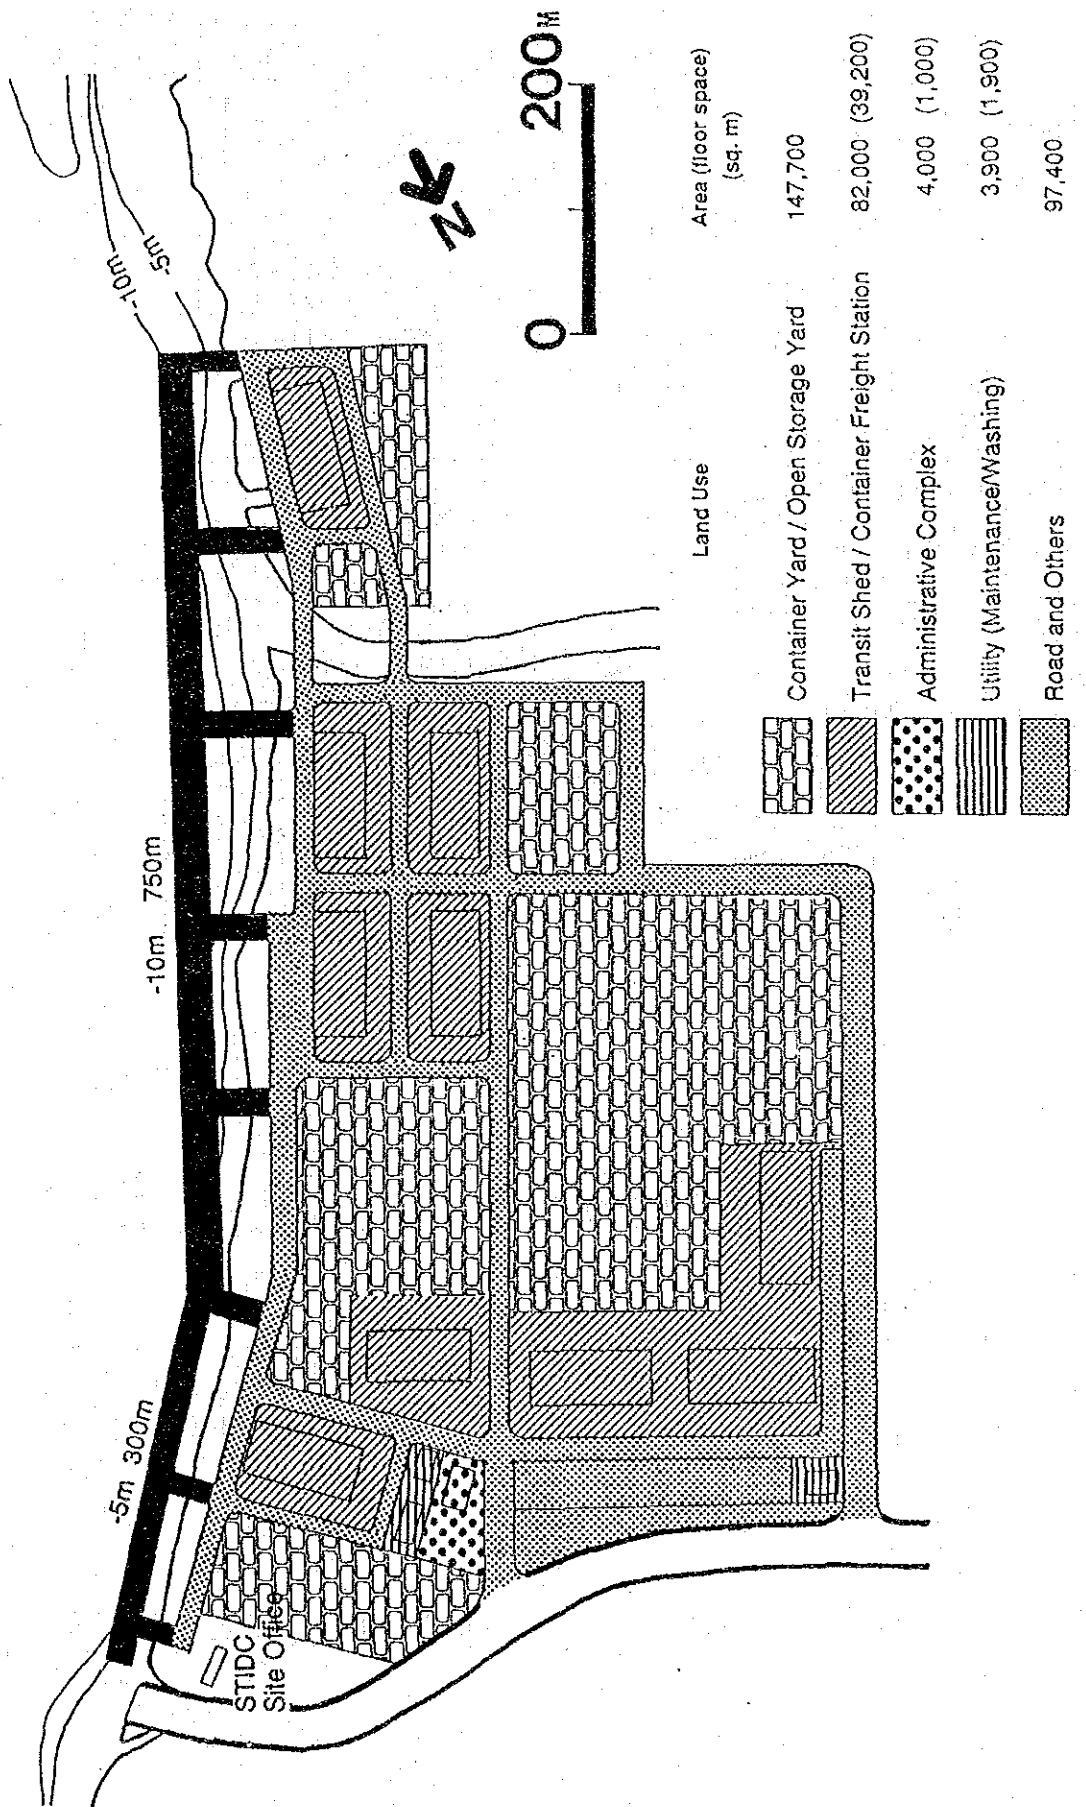 -10m
-5m
-10m 750m
-5m 300m
STIDC
Site Office
N
0 200M
Land Use Area (floor space)
(sq. m)
Container Yard / Open Storage Yard 147,700
Transit Shed / Container Freight Station 82,000 (39,200)
Administrative Complex 4,000 (1,000)
Utility (Maintenance/Washing) 3,900 (1,900)
Road and Others 97,400